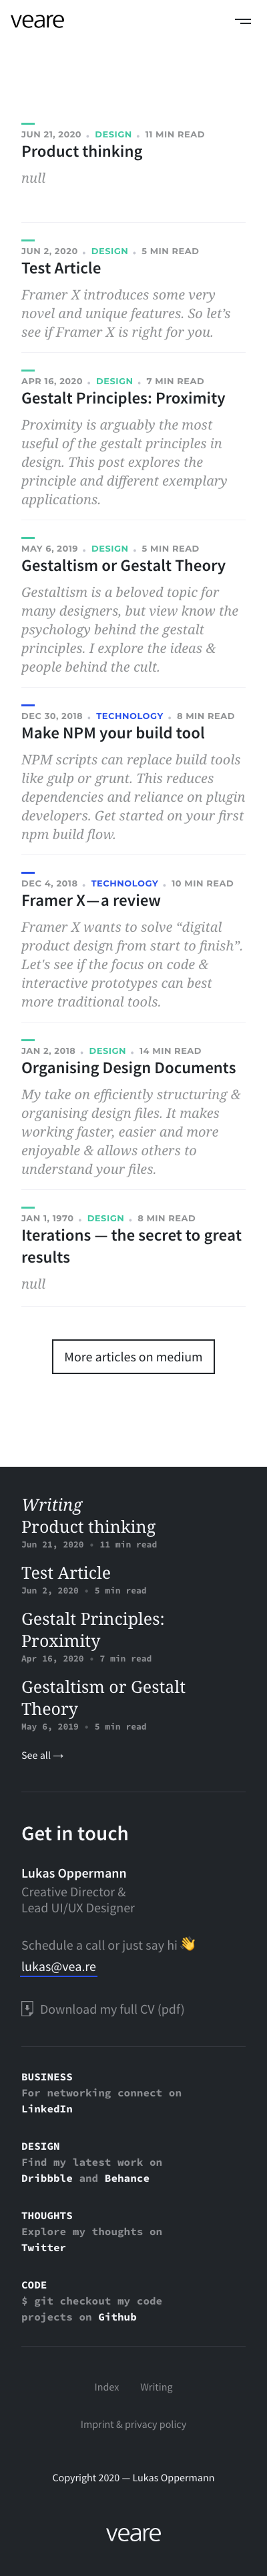 veare
JUN 21, 2020 • DESIGN • 11 MIN READ
Product thinking
null
JUN 2, 2020 • DESIGN • 5 MIN READ
Test Article
Framer X introduces some very
novel and unique features. So let's
see if Framer X is right for you.
APR 16, 2020 • DESIGN • 7 MIN READ
Gestalt Principles: Proximity
Proximity is arguably the most
useful of the gestalt principles in
design. This post explores the
principle and different exemplary
applications.
MAY 6, 2019 • DESIGN • 5 MIN READ
Gestaltism or Gestalt Theory
Gestaltism is a beloved topic for
many designers, but view know the
psychology behind the gestalt
principles. I explore the ideas &
people behind the cult.
DEC 30, 2018 • TECHNOLOGY • 8 MIN READ
Make NPM your build tool
NPM scripts can replace build tools
like gulp or grunt. This reduces
dependencies and reliance on plugin
developers. Get started on your first
npm build flow.
DEC 4, 2018 • TECHNOLOGY • 10 MIN READ
Framer X—a review
Framer X wants to solve “digital
product design from start to finish”.
Let's see if the focus on code &
interactive prototypes can best
more traditional tools.
JAN 2, 2018 • DESIGN • 14 MIN READ
Organising Design Documents
My take on efficiently structuring &
organising design files. It makes
working faster, easier and more
enjoyable & allows others to
understand your files.
JAN 1, 1970 • DESIGN • 8 MIN READ
Iterations — the secret to great
results
null
More articles on medium
Writing
Product thinking
Jun 21, 2020 • 11 min read
Test Article
Jun 2, 2020 • 5 min read
Gestalt Principles:
Proximity
Apr 16, 2020 • 7 min read
Gestaltism or Gestalt
Theory
May 6, 2019 • 5 min read
See all →
Get in touch
Lukas Oppermann
Creative Director &
Lead UI/UX Designer
Schedule a call or just say hi 👋
lukas@vea.re
Download my full CV (pdf)
BUSINESS
For networking connect on
LinkedIn
DESIGN
Find my latest work on
Dribbble and Behance
THOUGHTS
Explore my thoughts on
Twitter
CODE
$ git checkout my code
projects on Github
Index Writing
Imprint & privacy policy
Copyright 2020 — Lukas Oppermann
veare